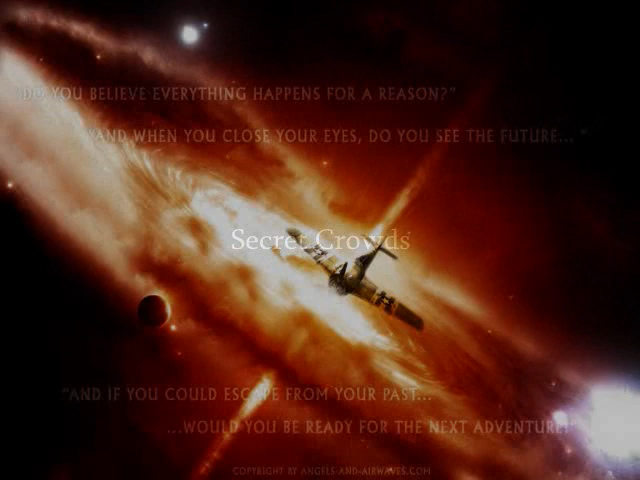 "DO YOU BELIEVE EVERYTHING HAPPENS FOR A REASON?"
"AND WHEN YOU CLOSE YOUR EYES, DO YOU SEE THE FUTURE... "
Secret Crowds
"AND IF YOU COULD ESCAPE FROM YOUR PAST...
...WOULD YOU BE READY FOR THE NEXT ADVENTURE?"
COPYRIGHT BY ANGELS-AND-AIRWAVES.COM